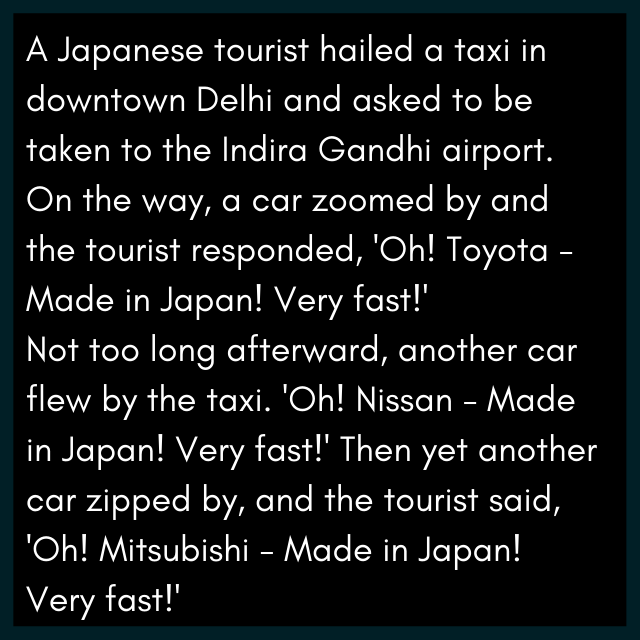 A Japanese tourist hailed a taxi in
downtown Delhi and asked to be
taken to the Indira Gandhi airport.
On the way, a car zoomed by and
the tourist responded, 'Oh! Toyota -
Made in Japan! Very fast!'
Not too long afterward, another car
flew by the taxi. 'Oh! Nissan - Made
in Japan! Very fast!' Then yet another
car zipped by, and the tourist said,
'Oh! Mitsubishi - Made in Japan!
Very fast!'